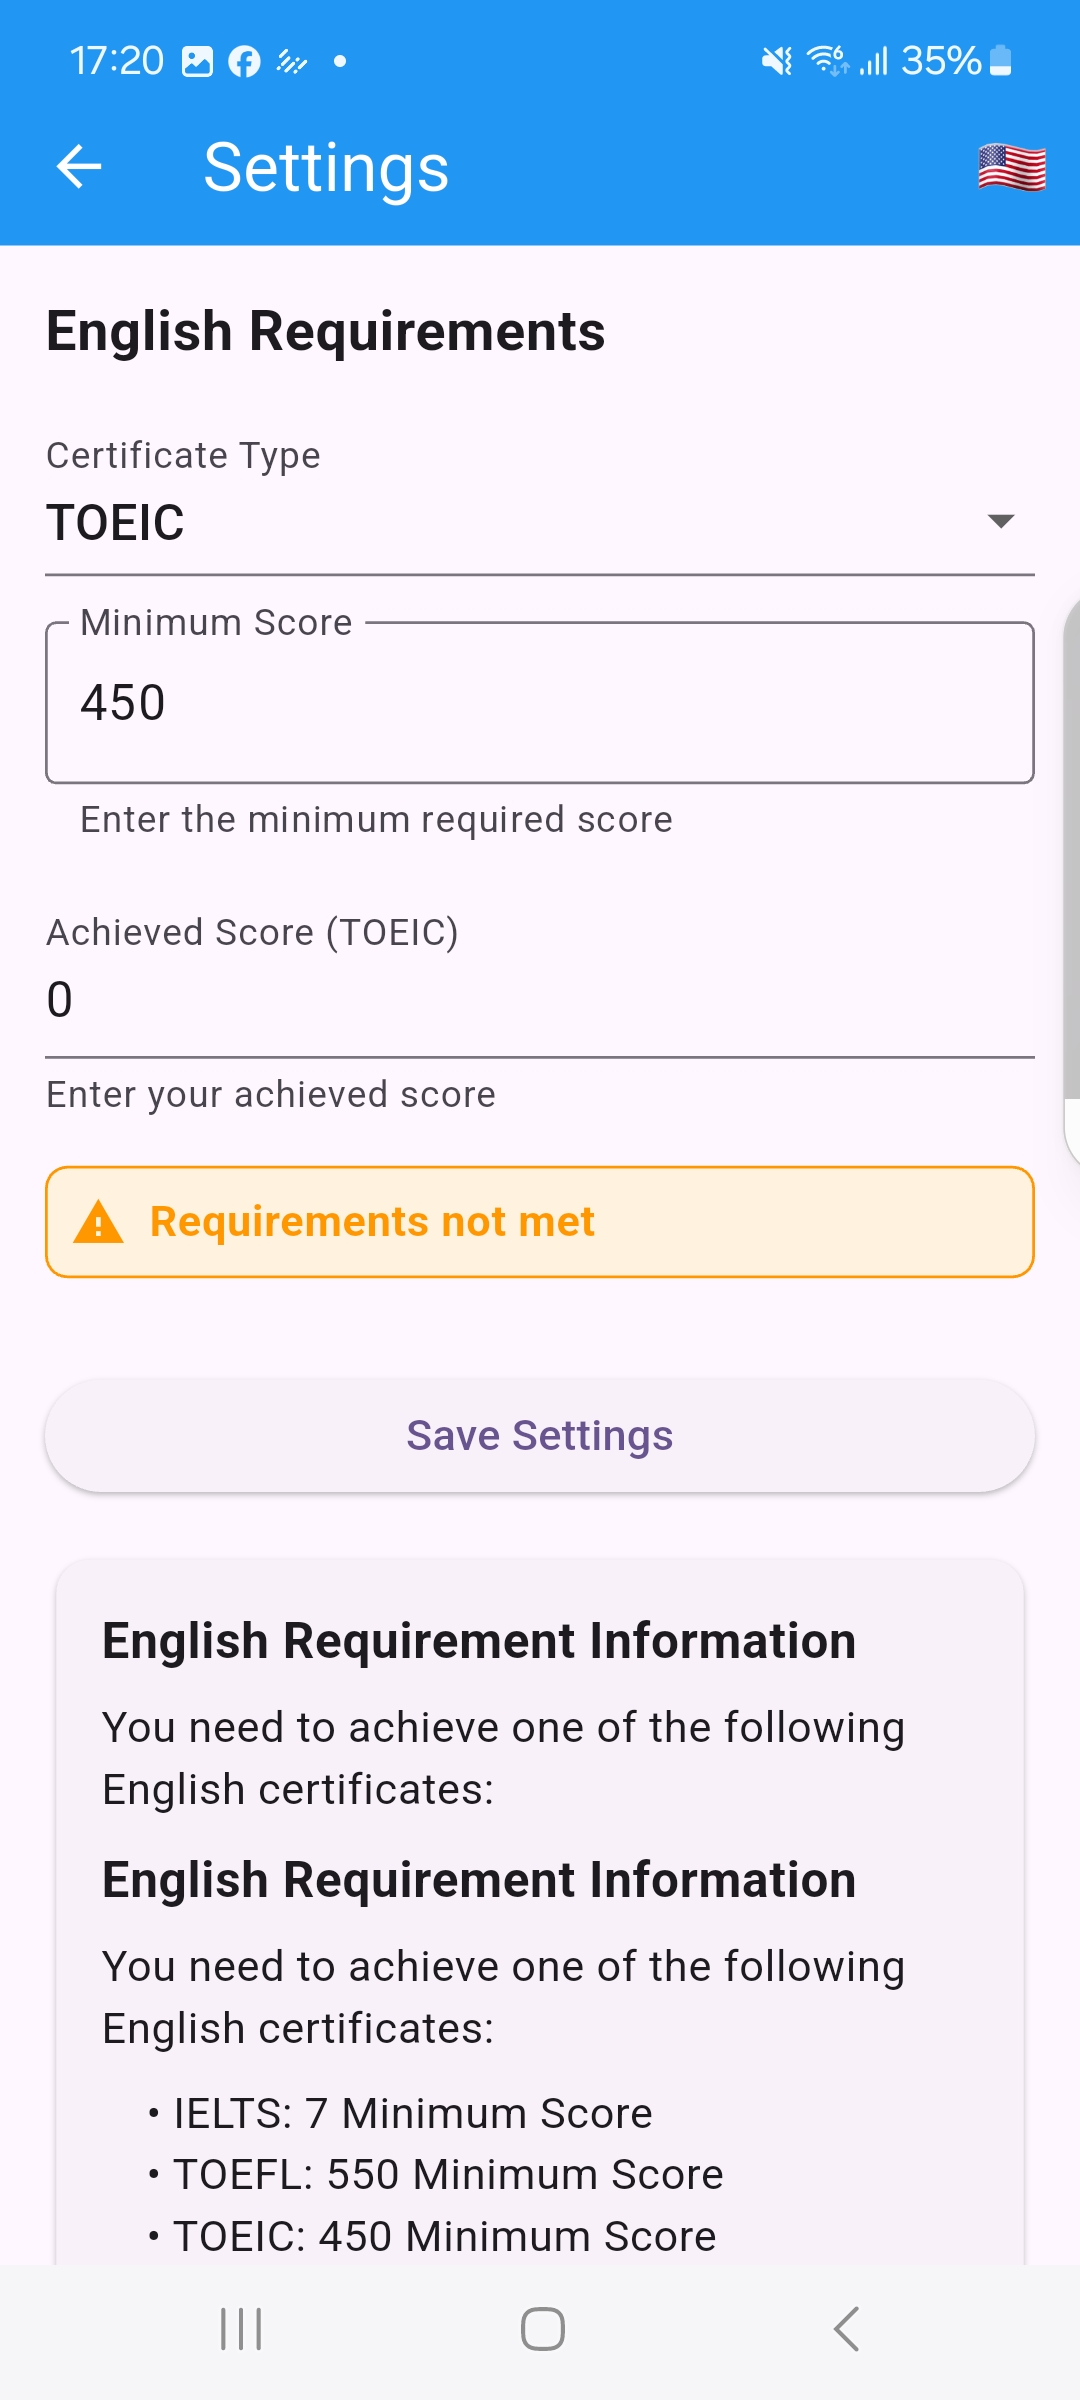 17:20
35%
Settings
English Requirements
Certificate Type
TOEIC
Minimum Score
450
Enter the minimum required score
Achieved Score (TOEIC)
0
Enter your achieved score
Requirements not met
Save Settings
English Requirement Information
You need to achieve one of the following
English certificates:
English Requirement Information
You need to achieve one of the following
English certificates:
• IELTS: 7 Minimum Score
• TOEFL: 550 Minimum Score
• TOEIC: 450 Minimum Score